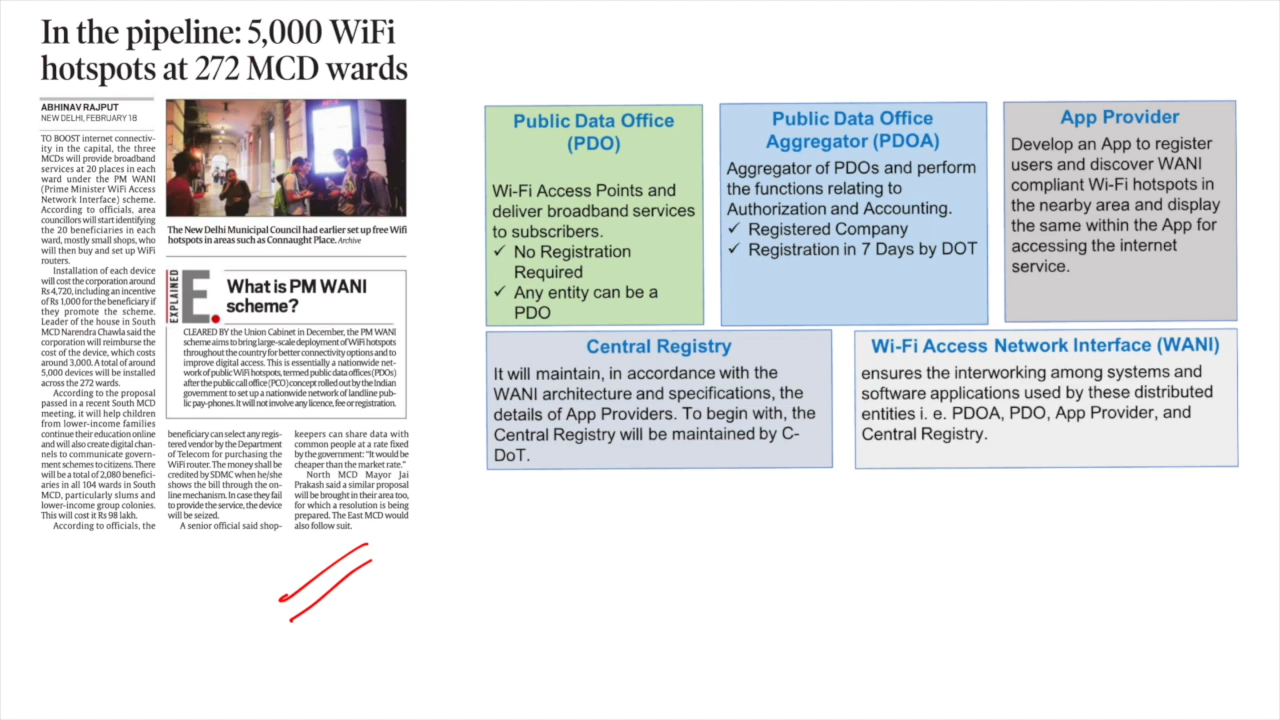 In the pipeline: 5,000 WiFi
hotspots at 272 MCD wards
ABHINAV RAJPUT
NEW DELHI, FEBRUARY 18
TO BOOST internet connectiv-
ity in the capital, the three
MCDs will provide broadband
services at 20 places in each
ward under the PM WANI
(Prime Minister WiFi Access
Network Interface) scheme.
According to officials, area
councillors will start identifying
the 20 beneficiaries in each
ward, mostly small shops, who
will then buy and set up WiFi
routers.
Installation of each device
will cost the corporation around
Rs 4,720, including an incentive
of Rs 1,000 for the beneficiary if
they promote the scheme.
Leader of the house in South
MCD Narendra Chawla said the
corporation will reimburse the
cost of the device, which costs
around 3,000. A total of around
5,000 devices will be installed
across the 272 wards.
According to the proposal
passed in a recent South MCD
meeting, it will help children
from lower-income families
continue their education online
and will also create digital chan-
nels to communicate govern-
ment schemes to citizens. There
will be a total of 2,080 benefici-
aries in all 104 wards in South
MCD, particularly slums and
lower-income group colonies.
This will cost it Rs 98 lakh.
According to officials, the
The New Delhi Municipal Council had earlier set up free Wifi
hotspots in areas such as Connaught Place. Archive
EXPLAINED
E.
What is PM WANI
scheme?
CLEARED BY the Union Cabinet in December, the PM WANI
scheme aims to bring large-scale deployment of WiFi hotspots
throughout the country for better connectivity options and to
improve digital access. This is essentially a nationwide net-
work of public WiFi hotspots, termed public data offices (PDOs)
after the public call office (PCO) concept rolled out by the Indian
government to set up a nationwide network of landline pub-
lic pay-phones. It will not involve any licence, fee or registration.
beneficiary can select any regis-
tered vendor by the Department
of Telecom for purchasing the
WiFi router. The money shall be
credited by SDMC when he/she
shows the bill through the on-
line mechanism. In case they fail
to provide the service, the device
will be seized.
A senior official said shop-
keepers can share data with
common people at a rate fixed
by the government: "It would be
cheaper than the market rate."
North MCD Mayor Jai
Prakash said a similar proposal
will be brought in their area too,
for which a resolution is being
prepared. The East MCD would
also follow suit.
Public Data Office
(PDO)
Wi-Fi Access Points and
deliver broadband services
to subscribers.
✓ No Registration
Required
✓ Any entity can be a
PDO
Public Data Office
Aggregator (PDOA)
Aggregator of PDOs and perform
the functions relating to
Authorization and Accounting.
✓ Registered Company
✓ Registration in 7 Days by DOT
App Provider
Develop an App to register
users and discover WANI
compliant Wi-Fi hotspots in
the nearby area and display
the same within the App for
accessing the internet
service.
Central Registry
It will maintain, in accordance with the
WANI architecture and specifications, the
details of App Providers. To begin with, the
Central Registry will be maintained by C-
DoT.
Wi-Fi Access Network Interface (WANI)
ensures the interworking among systems and
software applications used by these distributed
entities i. e. PDOA, PDO, App Provider, and
Central Registry.